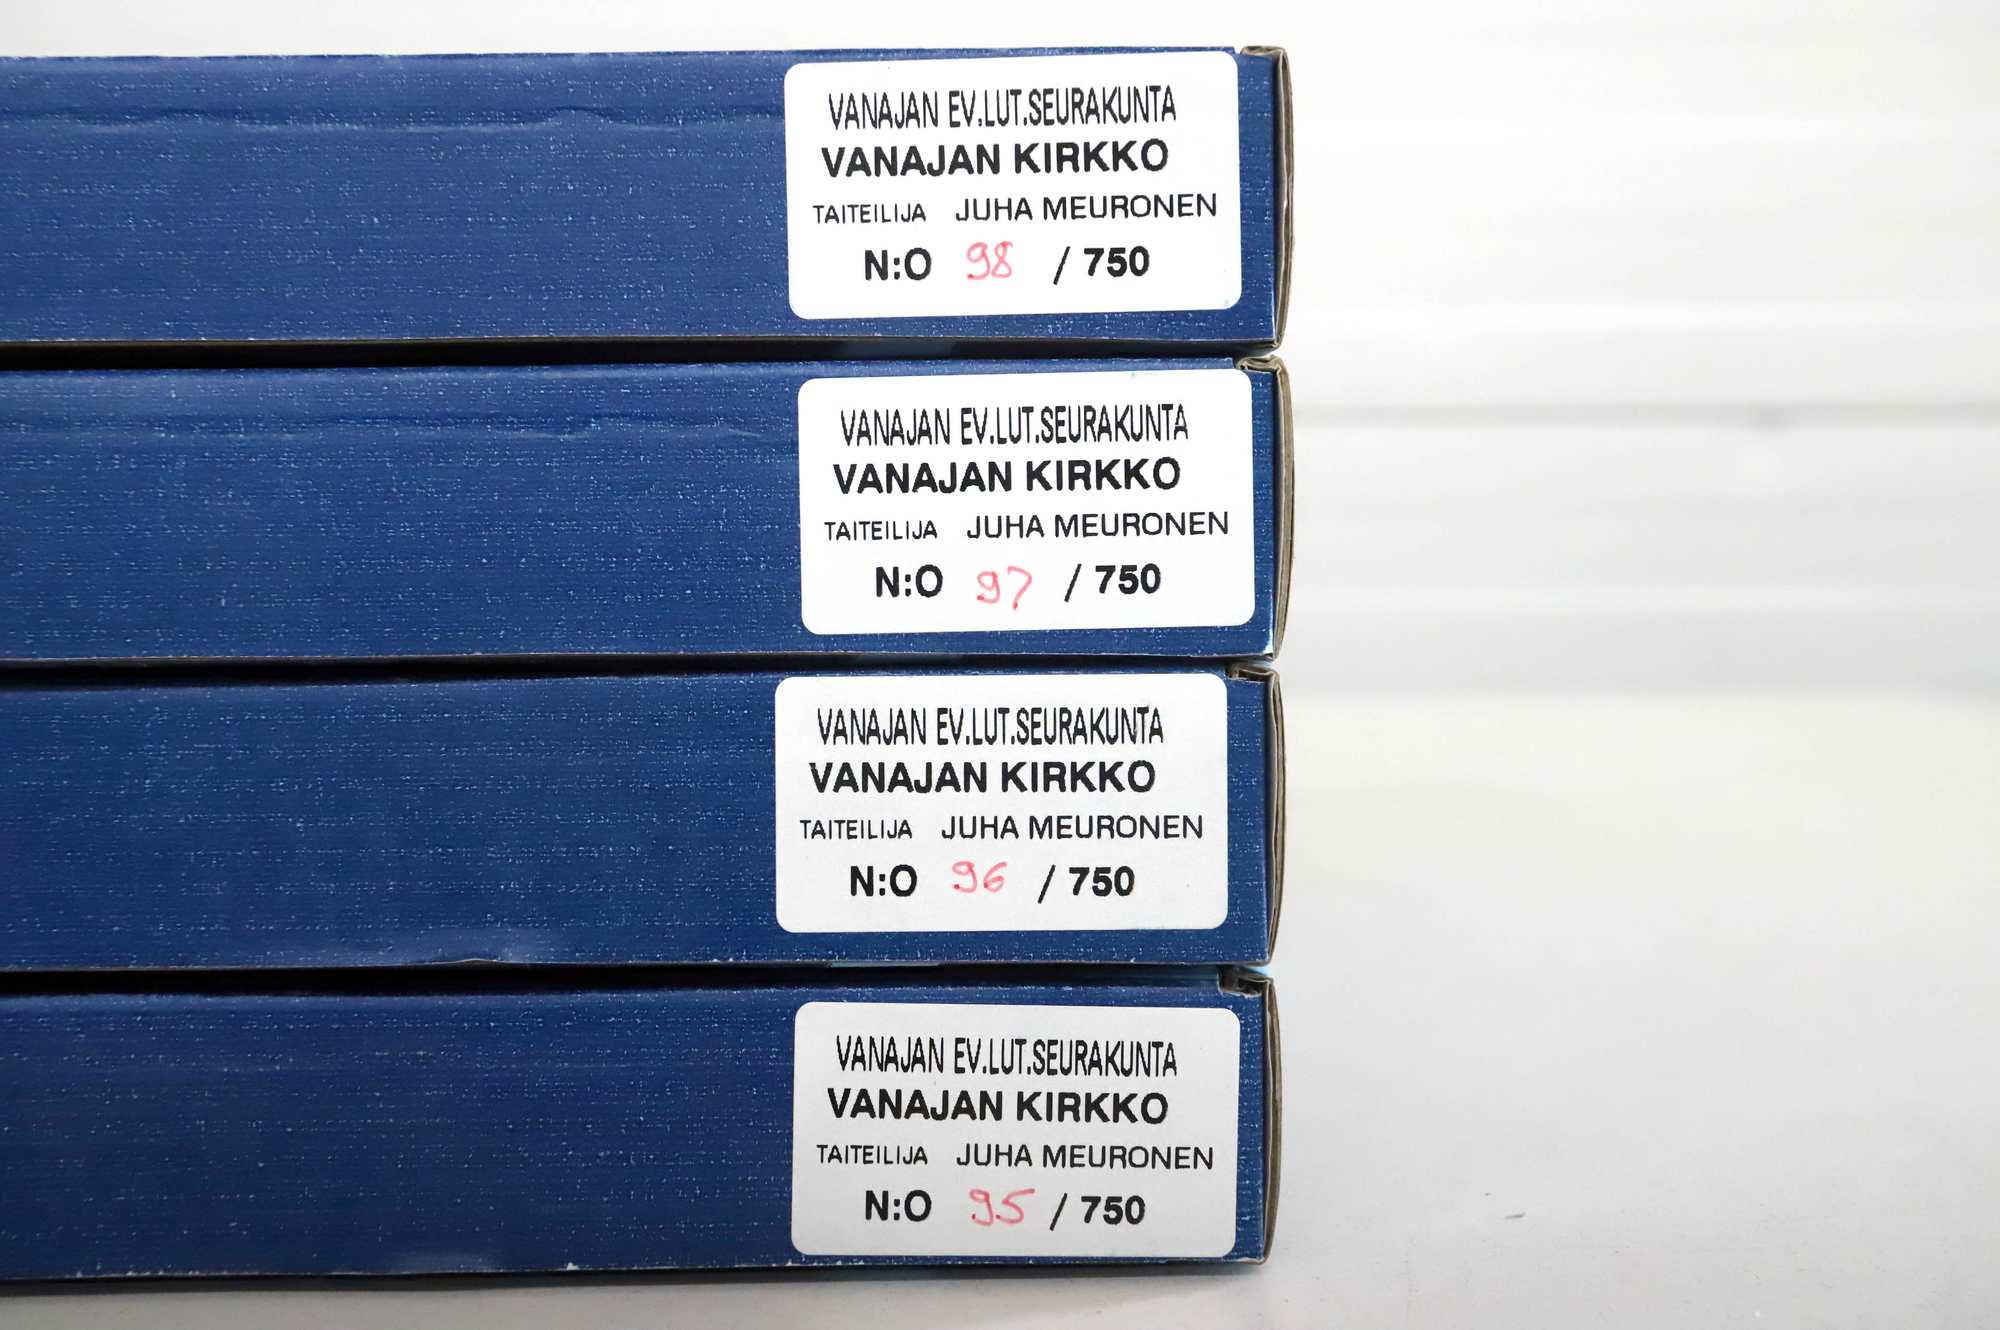 VANAJAN EV.LUT.SEURAKUNTA
VANAJAN KIRKKO
TAITEILIJA JUHA MEURONEN
N:O 98 / 750
VANAJAN EV.LUT.SEURAKUNTA
VANAJAN KIRKKO
TAITEILIJA JUHA MEURONEN
N:O 97 / 750
VANAJAN EV.LUT.SEURAKUNTA
VANAJAN KIRKKO
TAITEILIJA JUHA MEURONEN
N:O 96 / 750
VANAJAN EV.LUT.SEURAKUNTA
VANAJAN KIRKKO
TAITEILIJA JUHA MEURONEN
N:O 95 / 750